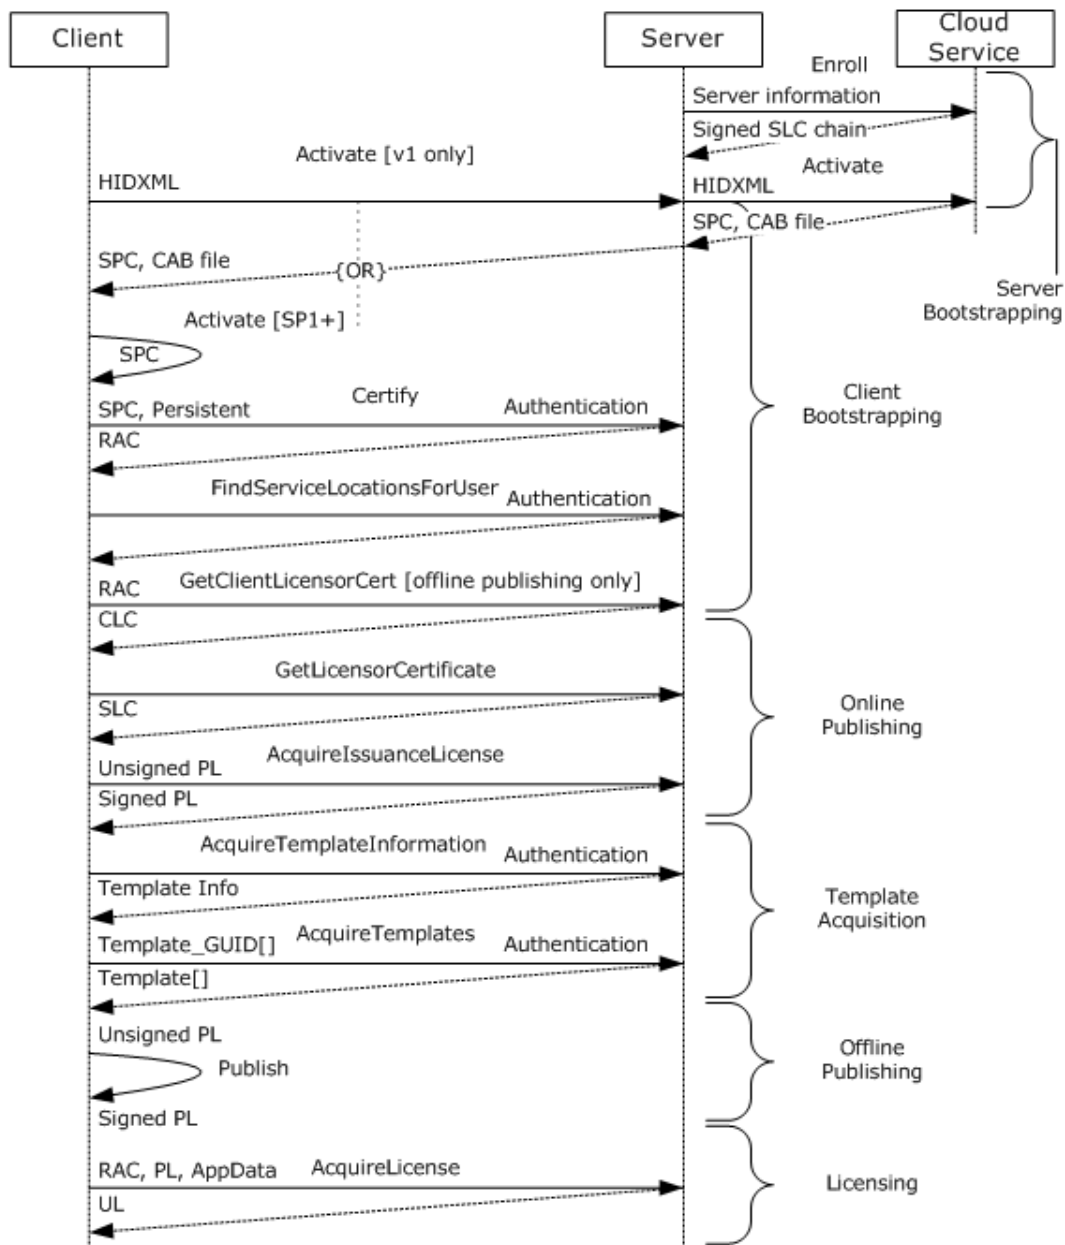 Client
Server
Cloud
Service
Enroll
Server information
Signed SLC chain
Activate [v1 only]
Activate
HIDXML
HIDXML
SPC, CAB file
SPC, CAB file
{OR}
Server
Bootstrapping
Activate [SP1+]
SPC
Client
Bootstrapping
Certify
SPC, Persistent
Authentication
RAC
FindServiceLocationsForUser
Authentication
GetClientLicensorCert [offline publishing only]
RAC
CLC
GetLicensorCertificate
SLC
Online
Publishing
AcquireIssuanceLicense
Unsigned PL
Signed PL
AcquireTemplateInformation
Authentication
Template Info
Template
Acquisition
AcquireTemplates
Template_GUID[]
Authentication
Template[]
Unsigned PL
Publish
Offline
Publishing
Signed PL
RAC, PL, AppData
AcquireLicense
Licensing
UL